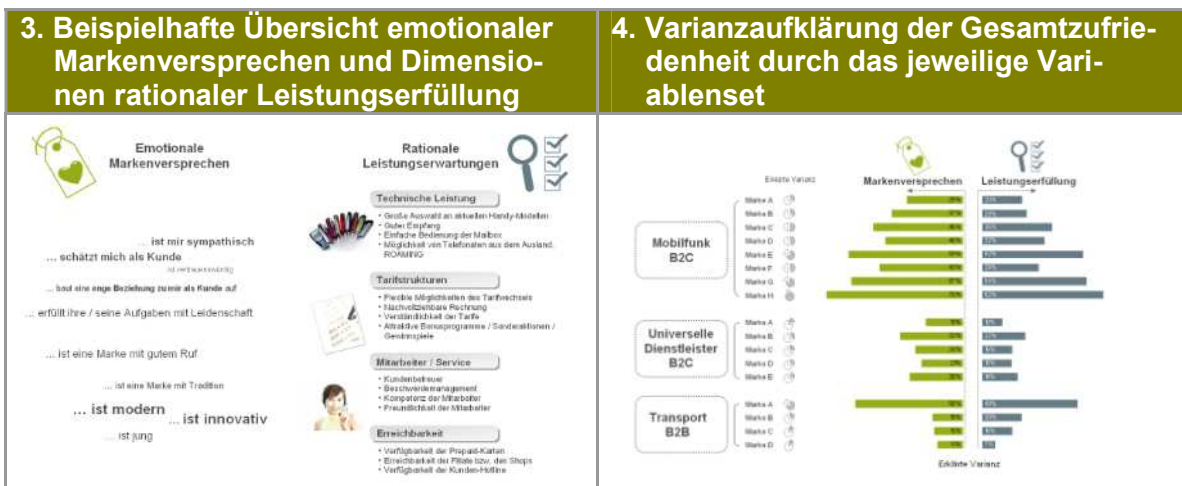 3. Beispielhafte Übersicht emotionaler
Markenversprechen und Dimensio-
nen rationaler Leistungserfüllung
4. Varianzaufklärung der Gesamtzufrie-
denheit durch das jeweilige Vari-
ablenset
Emotionale
Markenversprechen
... ist mir sympathisch
... schätzt mich als Kunde
ist vertrauenswürdig
... baut eine enge Beziehung zu mir als Kunde auf
... erfüllt ihre / seine Aufgaben mit Leidenschaft
... ist eine Marke mit gutem Ruf
... ist eine Marke mit Tradition
... ist modern
... ist innovativ
... ist jung
Rationale
Leistungserwartungen
Technische Leistung
• Große Auswahl an aktuellen Handy-Modellen
• Guter Empfang
• Einfache Bedienung der Mailbox
• Möglichkeit von Telefonaten aus dem Ausland,
ROAMING
Tarifstrukturen
• Flexible Möglichkeiten des Tarifwechsels
• Nachvollziehbare Rechnung
• Verständlichkeit der Tarife
• Attraktive Bonusprogramme / Sonderaktionen /
Gewinnspiele
Mitarbeiter / Service
• Kundenbetreuer
• Beschwerdemanagement
• Kompetenz der Mitarbeiter
• Freundlichkeit der Mitarbeiter
Erreichbarkeit
• Verfügbarkeit der Prepaid-Karten
• Erreichbarkeit der Filiale bzw. des Shops
• Verfügbarkeit der Kunden-Hotline
Erklärte Varianz
Markenversprechen
Leistungserfüllung
Mobilfunk
B2C
Marke A
Marke B
Marke C
Marke D
Marke E
Marke F
Marke G
Marke H
Universelle
Dienstleister
B2C
Marke A
Marke B
Marke C
Marke D
Marke E
Transport
B2B
Marke A
Marke B
Marke C
Marke D
Erklärte Varianz